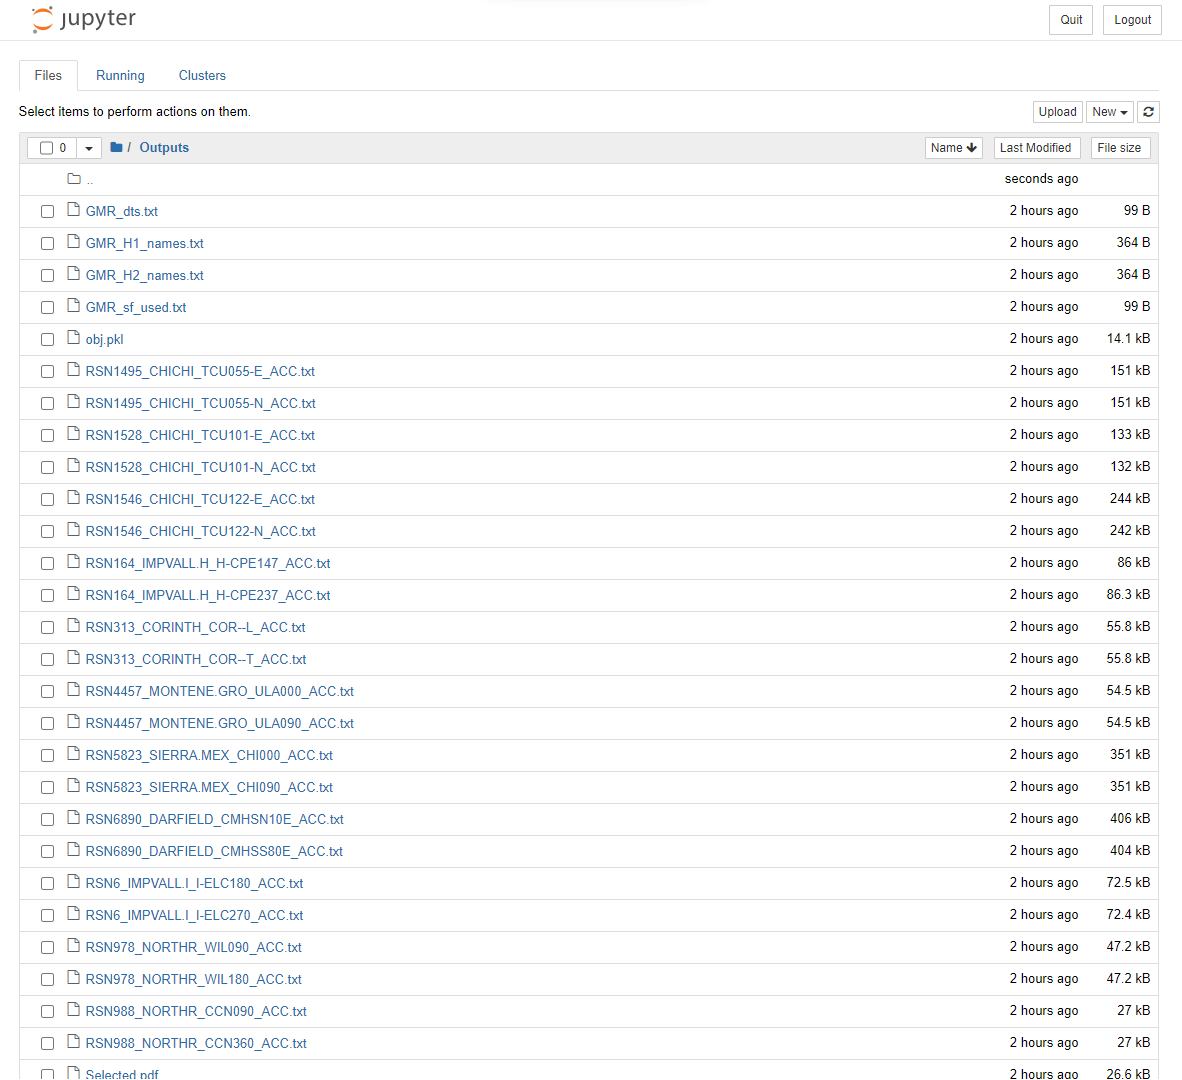 jupyter Quit Logout
Files Running Clusters
Select items to perform actions on them. Upload New
0 / Outputs Name Last Modified File size
.. seconds ago
GMR_dts.txt 2 hours ago 99 B
GMR_H1_names.txt 2 hours ago 364 B
GMR_H2_names.txt 2 hours ago 364 B
GMR_sf_used.txt 2 hours ago 99 B
obj.pkl 2 hours ago 14.1 kB
RSN1495_CHICHI_TCU055-E_ACC.txt 2 hours ago 151 kB
RSN1495_CHICHI_TCU055-N_ACC.txt 2 hours ago 151 kB
RSN1528_CHICHI_TCU101-E_ACC.txt 2 hours ago 133 kB
RSN1528_CHICHI_TCU101-N_ACC.txt 2 hours ago 132 kB
RSN1546_CHICHI_TCU122-E_ACC.txt 2 hours ago 244 kB
RSN1546_CHICHI_TCU122-N_ACC.txt 2 hours ago 242 kB
RSN164_IMPVALL.H_H-CPE147_ACC.txt 2 hours ago 86 kB
RSN164_IMPVALL.H_H-CPE237_ACC.txt 2 hours ago 86.3 kB
RSN313_CORINTH_COR--L_ACC.txt 2 hours ago 55.8 kB
RSN313_CORINTH_COR--T_ACC.txt 2 hours ago 55.8 kB
RSN4457_MONTENE.GRO_ULA000_ACC.txt 2 hours ago 54.5 kB
RSN4457_MONTENE.GRO_ULA090_ACC.txt 2 hours ago 54.5 kB
RSN5823_SIERRA.MEX_CHI000_ACC.txt 2 hours ago 351 kB
RSN5823_SIERRA.MEX_CHI090_ACC.txt 2 hours ago 351 kB
RSN6890_DARFIELD_CMHSN10E_ACC.txt 2 hours ago 406 kB
RSN6890_DARFIELD_CMHSS80E_ACC.txt 2 hours ago 404 kB
RSN6_IMPVALL.I_I-ELC180_ACC.txt 2 hours ago 72.5 kB
RSN6_IMPVALL.I_I-ELC270_ACC.txt 2 hours ago 72.4 kB
RSN978_NORTHR_WIL090_ACC.txt 2 hours ago 47.2 kB
RSN978_NORTHR_WIL180_ACC.txt 2 hours ago 47.2 kB
RSN988_NORTHR_CCN090_ACC.txt 2 hours ago 27 kB
RSN988_NORTHR_CCN360_ACC.txt 2 hours ago 27 kB
Selected.pdf 2 hours ago 26.6 kB